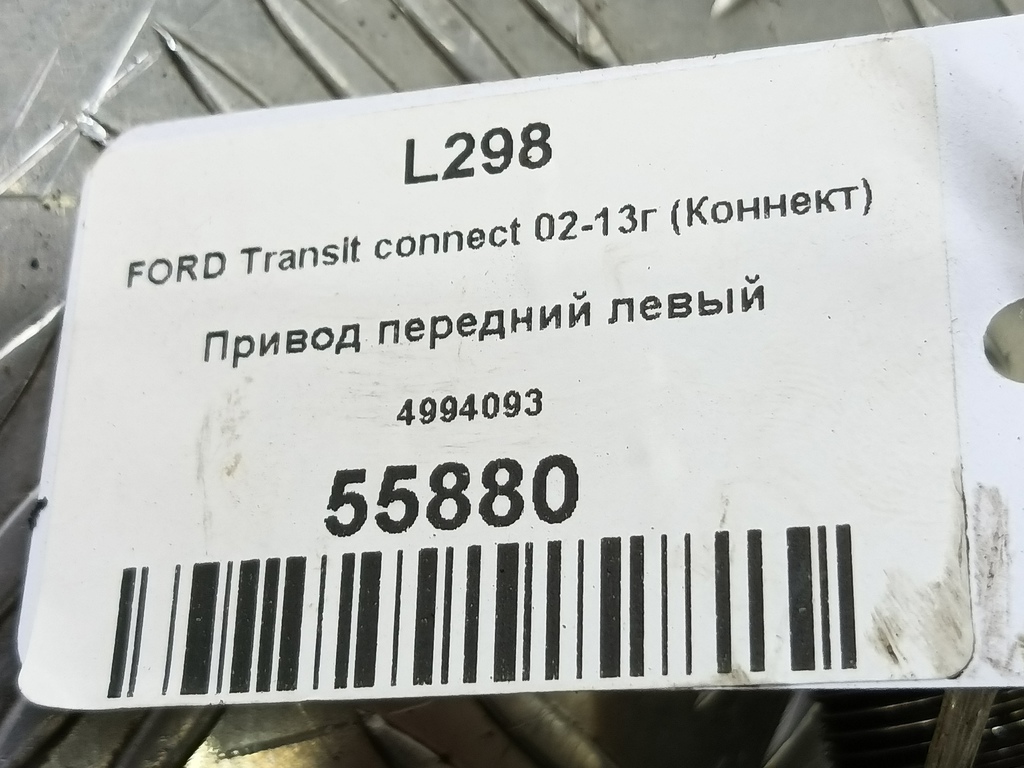 L298
FORD Transit connect 02-13г (Коннект)
Привод передний левый
4994093
55880